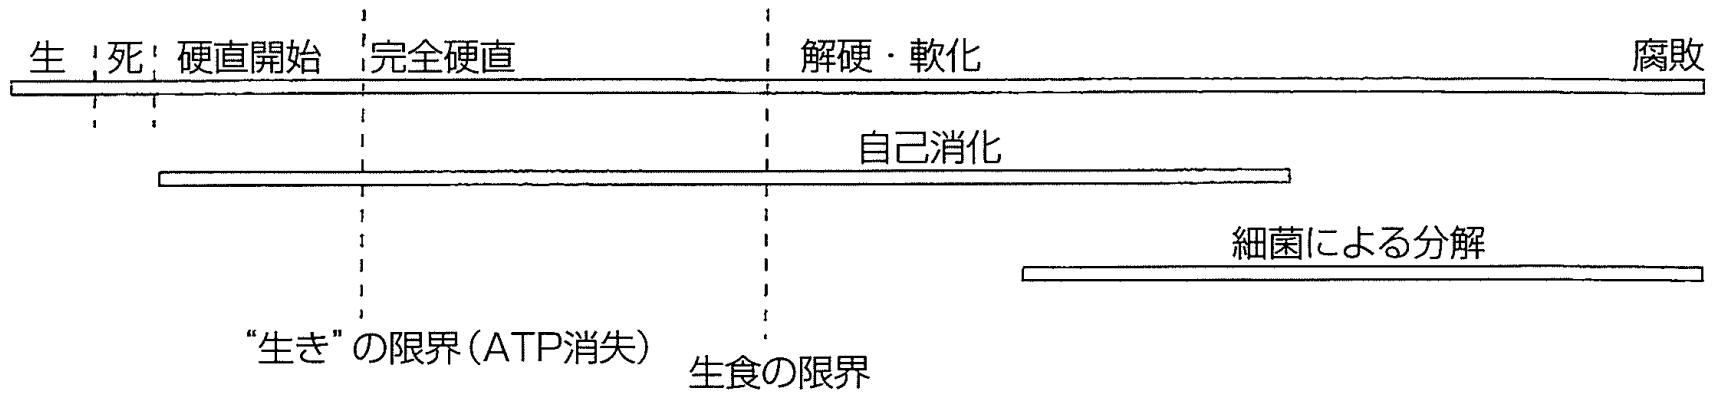 生 死 硬直開始 完全硬直 解硬・軟化 腐敗
自己消化
細菌による分解
“生き”の限界(ATP消失)
生食の限界